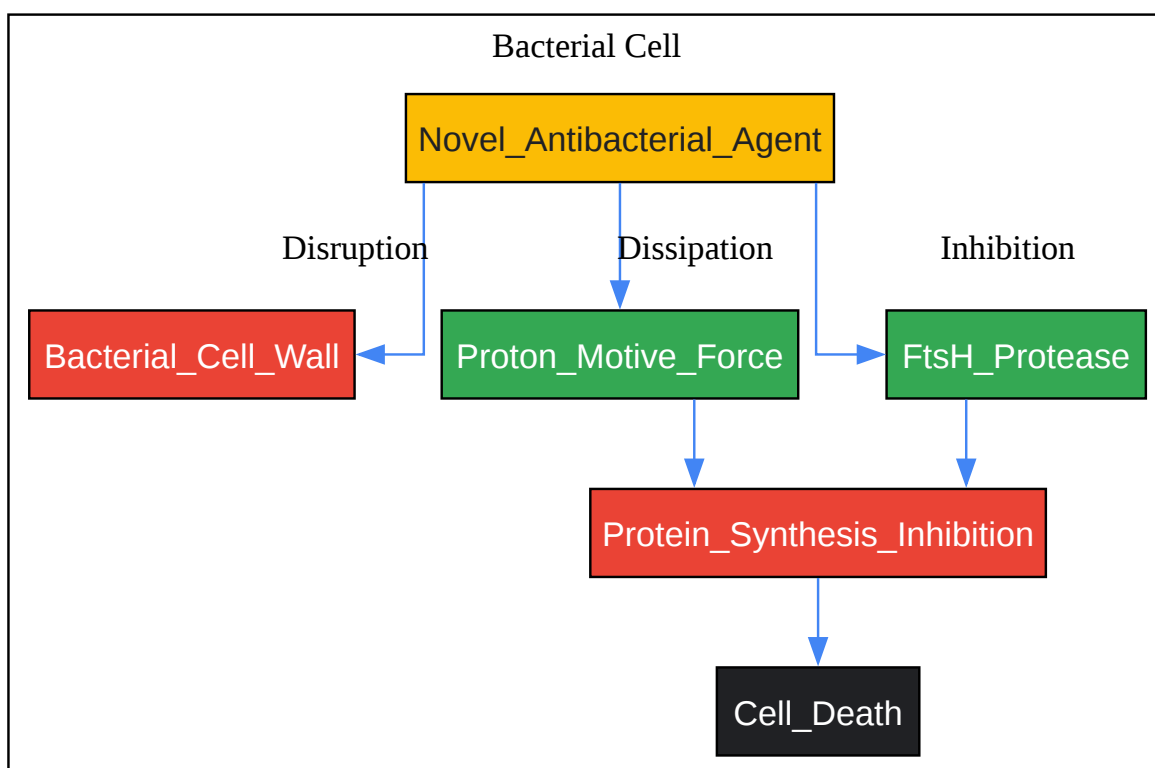 Bacterial Cell
Novel_Antibacterial_Agent
Disruption
Dissipation
Inhibition
Bacterial_Cell_Wall
Proton_Motive_Force
FtsH_Protease
Protein_Synthesis_Inhibition
Cell_Death